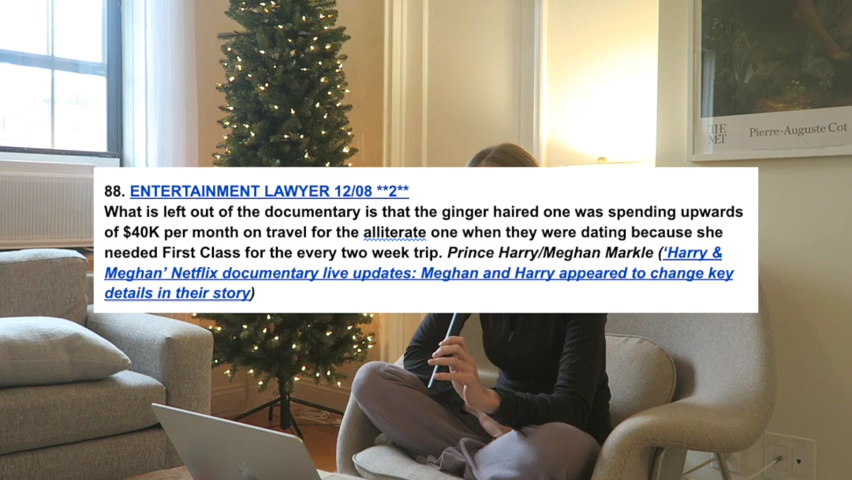 THE
Pierre-Auguste Cot
88. ENTERTAINMENT LAWYER 12/08 **2**
What is left out of the documentary is that the ginger haired one was spending upwards
of $40K per month on travel for the alliterate one when they were dating because she
needed First Class for the every two week trip. Prince Harry/Meghan Markle (‘Harry &
Meghan’ Netflix documentary live updates: Meghan and Harry appeared to change key
details in their story)